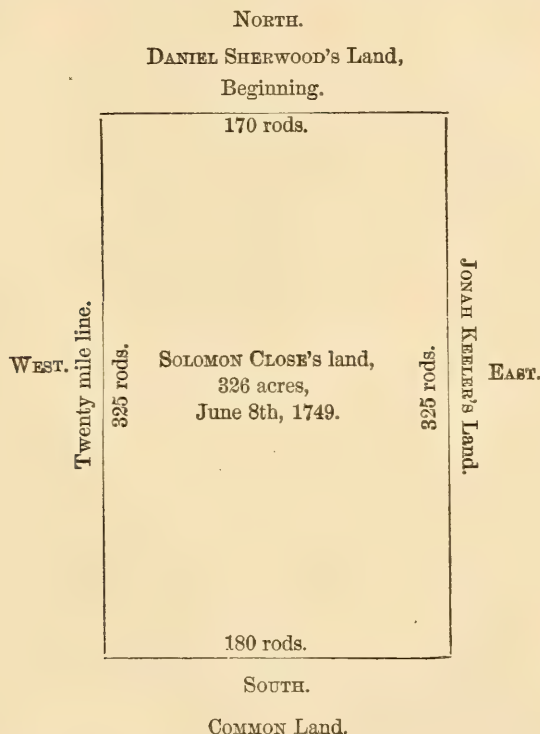 NORTH.
DANIEL SHERWOOD'S Land,
Beginning.
170 rods.
WEST.
Twenty mile line.
325 rods.
SOLOMON CLOSE's land,
326 acres,
June 8th, 1749.
325 rods.
JONAH KEELER's Land.
EAST.
180 rods.
SOUTH.
COMMON Land.